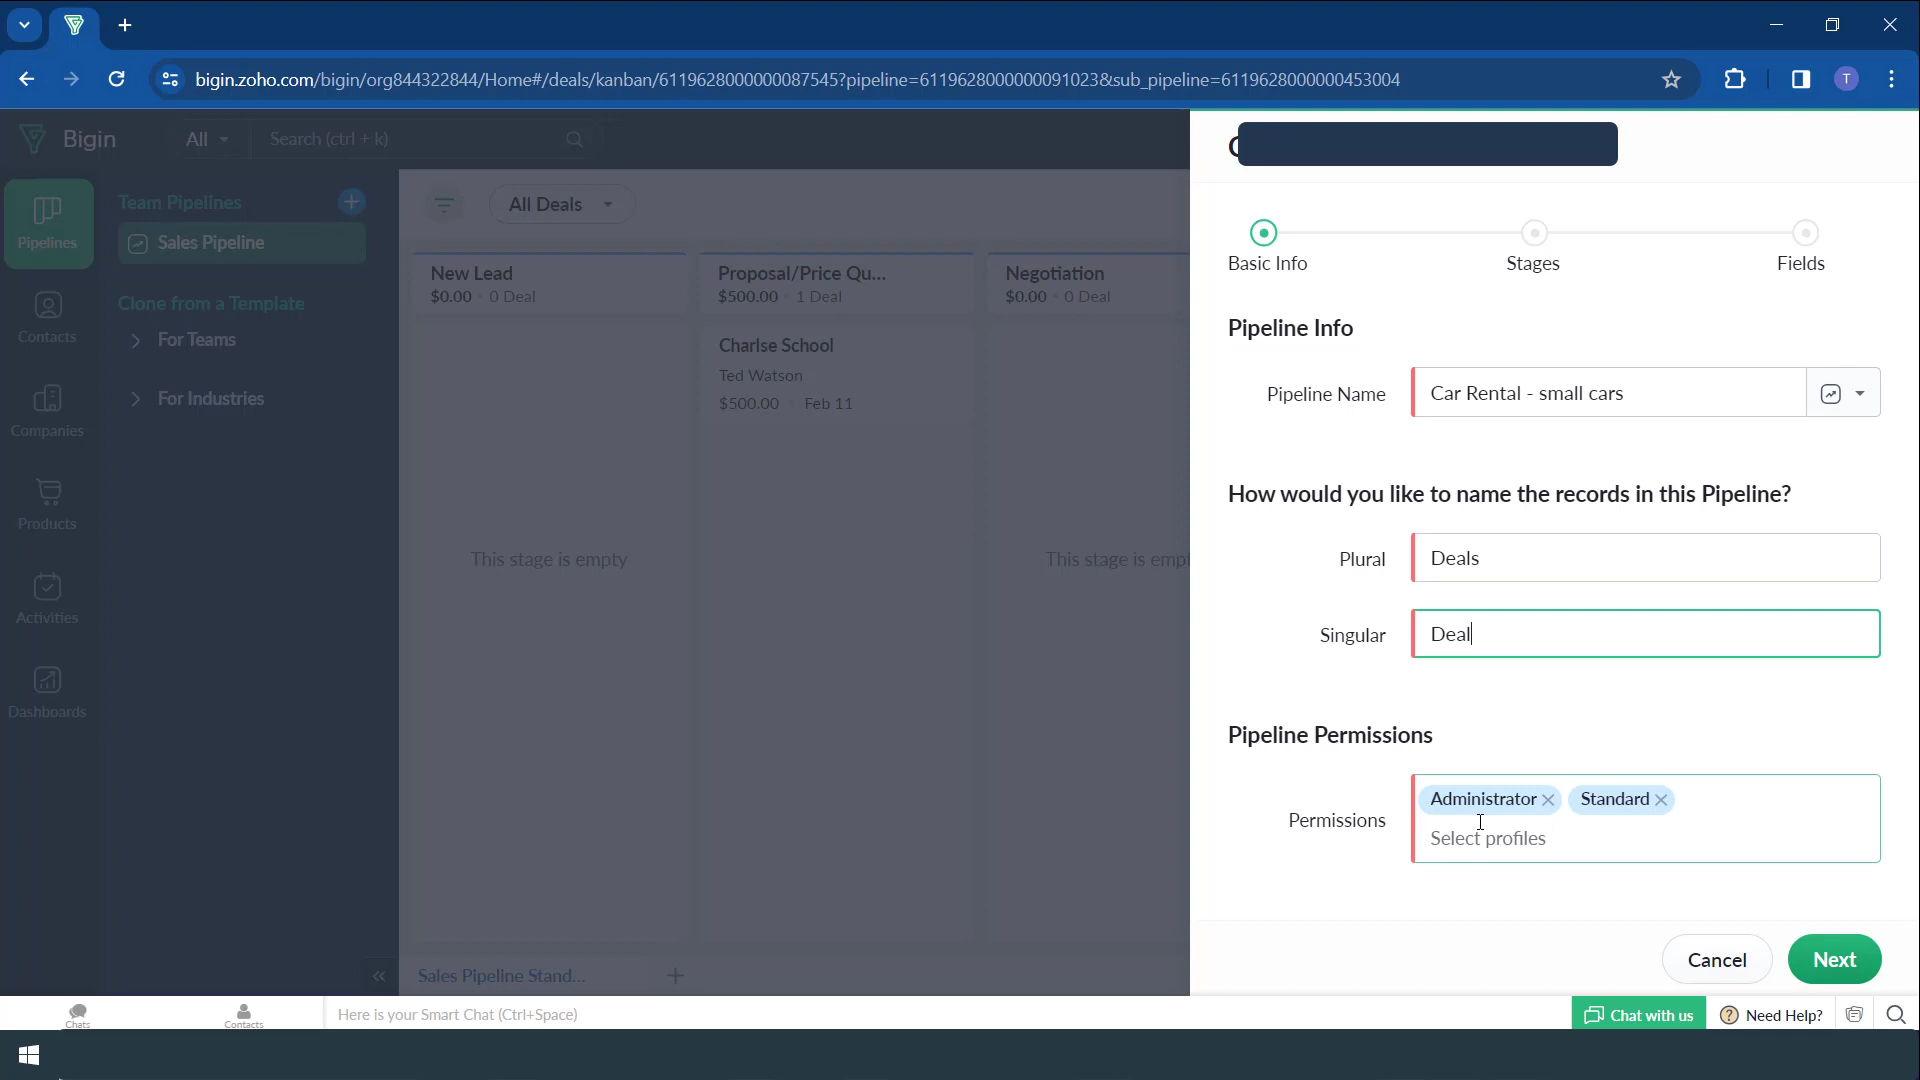 bigin.zoho.com/bigin/org844322844/Home#/deals/kanban/6119628000000087545?pipeline=6119628000000091023&sub_pipeline=6119628000000453004
T
Bigin
All
Search (ctrl + k)
Pipelines
Contacts
Companies
Products
Activities
Dashboards
Team Pipelines
Sales Pipeline
Clone from a Template
For Teams
For Industries
All Deals
New Lead
$0.00 • 0 Deal
This stage is empty
Proposal/Price Qu...
$500.00 • 1 Deal
Charlse School
Ted Watson
$500.00 • Feb 11
Negotiation
$0.00 • 0 Deal
This stage is empt
Sales Pipeline Stand...
Basic Info
Stages
Fields
Pipeline Info
Pipeline Name
Car Rental - small cars
How would you like to name the records in this Pipeline?
Plural
Deals
Singular
Deal
Pipeline Permissions
Permissions
Administrator
Standard
Select profiles
Cancel
Next
Chats
Contacts
Here is your Smart Chat (Ctrl+Space)
Chat with us
Need Help?